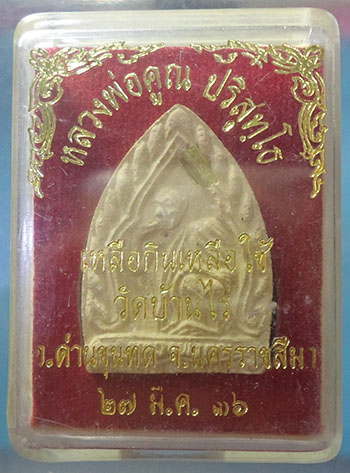 หลวงพ่อคูณ ปริสุทฺโธ
เหลือกินเหลือใช้
วัดบ้านไร่
อ.ด่านขุนทด จ.นครราชสีมา
๒๗ มี.ค. ๓๖